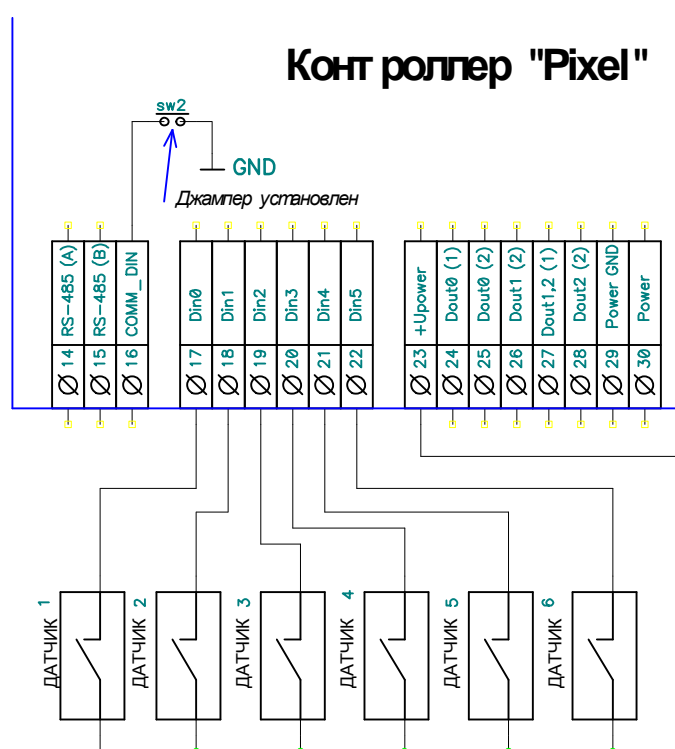 Контроллер "Pixel"
sw2
GND
Джампер установлен
14 RS-485 (A)
15 RS-485 (B)
16 COMM_DIN
17 Din0
18 Din1
19 Din2
20 Din3
21 Din4
22 Din5
23 +Upower
24 Dout0 (1)
25 Dout0 (2)
26 Dout1 (2)
27 Dout1,2 (1)
28 Dout2 (2)
29 Power GND
30 Power
ДАТЧИК 1
ДАТЧИК 2
ДАТЧИК 3
ДАТЧИК 4
ДАТЧИК 5
ДАТЧИК 6